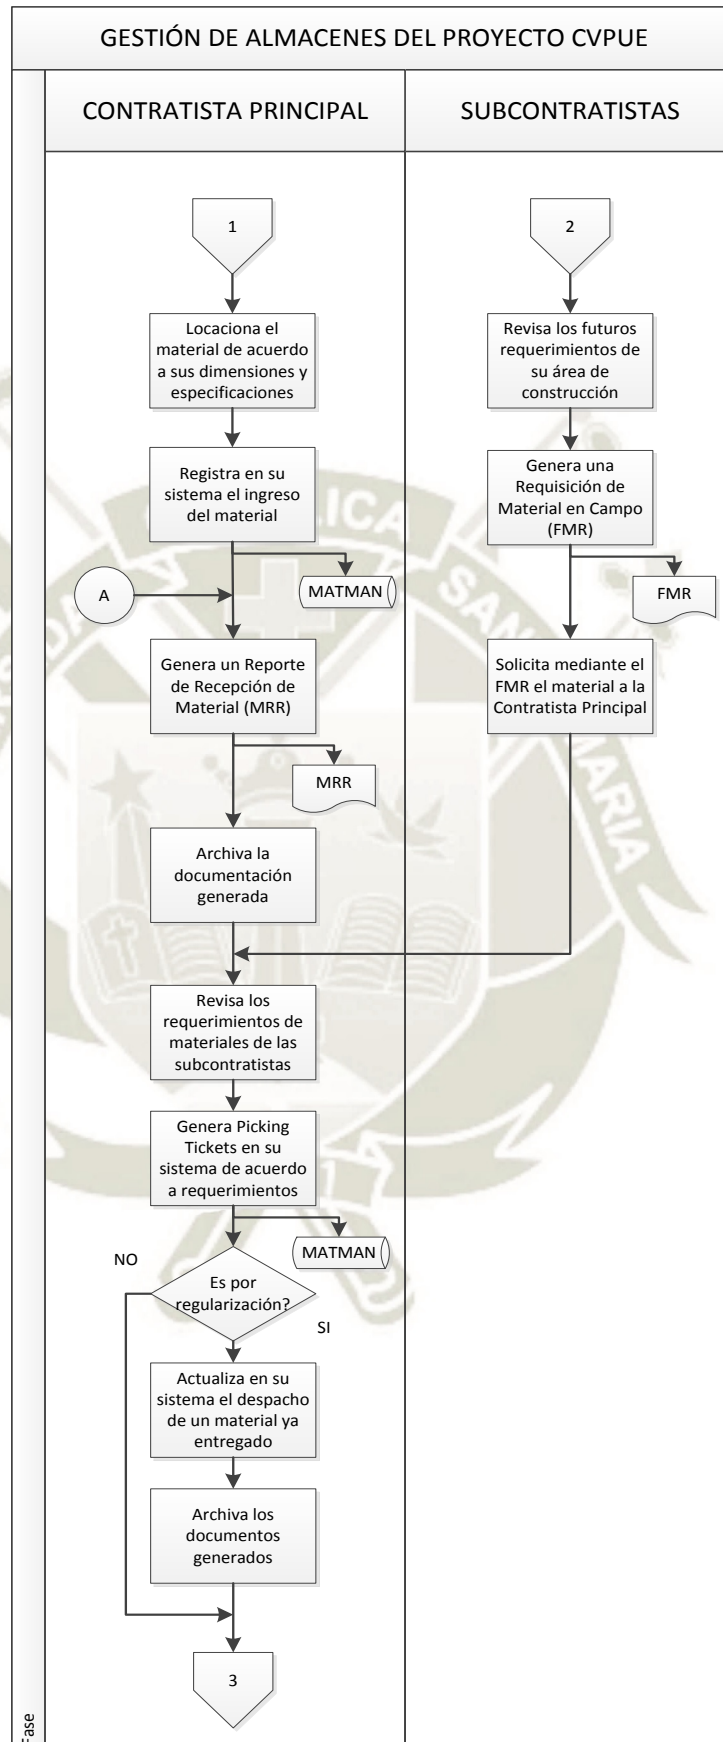 GESTIÓN DE ALMACENES DEL PROYECTO CVPUE
CONTRATISTA PRINCIPAL
SUBCONTRATISTAS
1
Locaciona el
material de acuerdo
a sus dimensiones y
especificaciones
Registra en su
sistema el ingreso
del material
MATMAN
A
Genera un Reporte
de Recepción de
Material (MRR)
MRR
Archiva la
documentación
generada
2
Revisa los futuros
requerimientos de
su área de
construcción
Genera una
Requisición de
Material en Campo
(FMR)
FMR
Solicita mediante el
FMR el material a la
Contratista Principal
Revisa los
requerimientos de
materiales de las
subcontratistas
Genera Picking
Tickets en su
sistema de acuerdo
a requerimientos
MATMAN
NO
Es por
regularización?
SI
Actualiza en su
sistema el despacho
de un material ya
entregado
Archiva los
documentos
generados
3
Fase
CATOLICA
SANTA MARIA
1